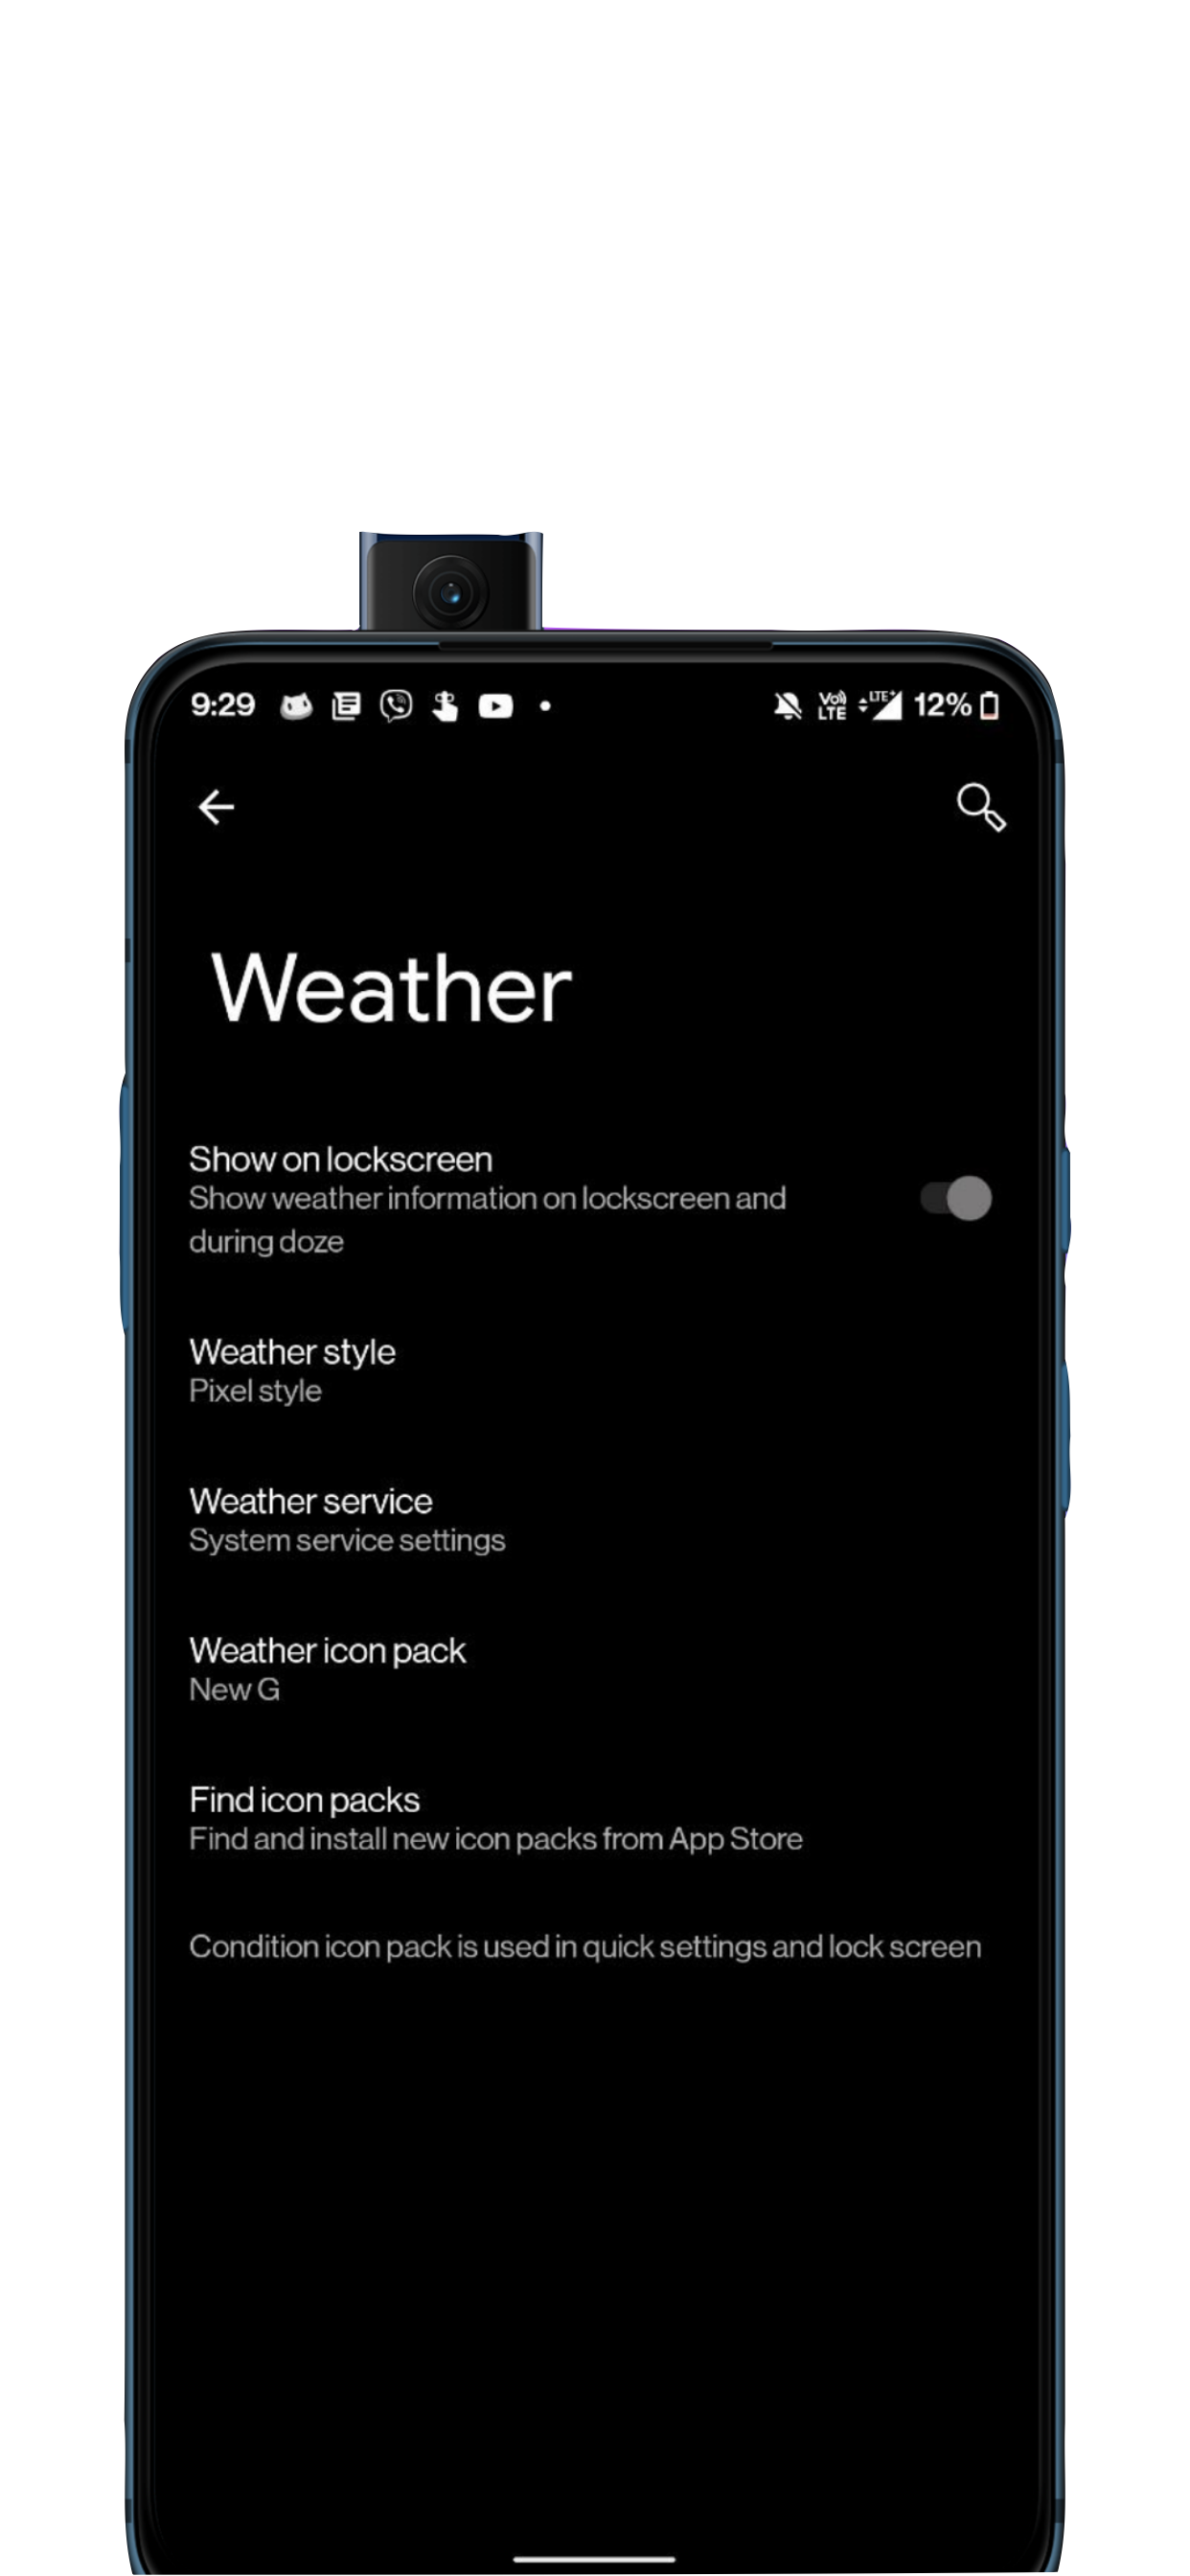 9:29 Vo) LTE LTE+ 12%
Weather
Show on lockscreen
Show weather information on lockscreen and
during doze
Weather style
Pixel style
Weather service
System service settings
Weather icon pack
New G
Find icon packs
Find and install new icon packs from App Store
Condition icon pack is used in quick settings and lock screen